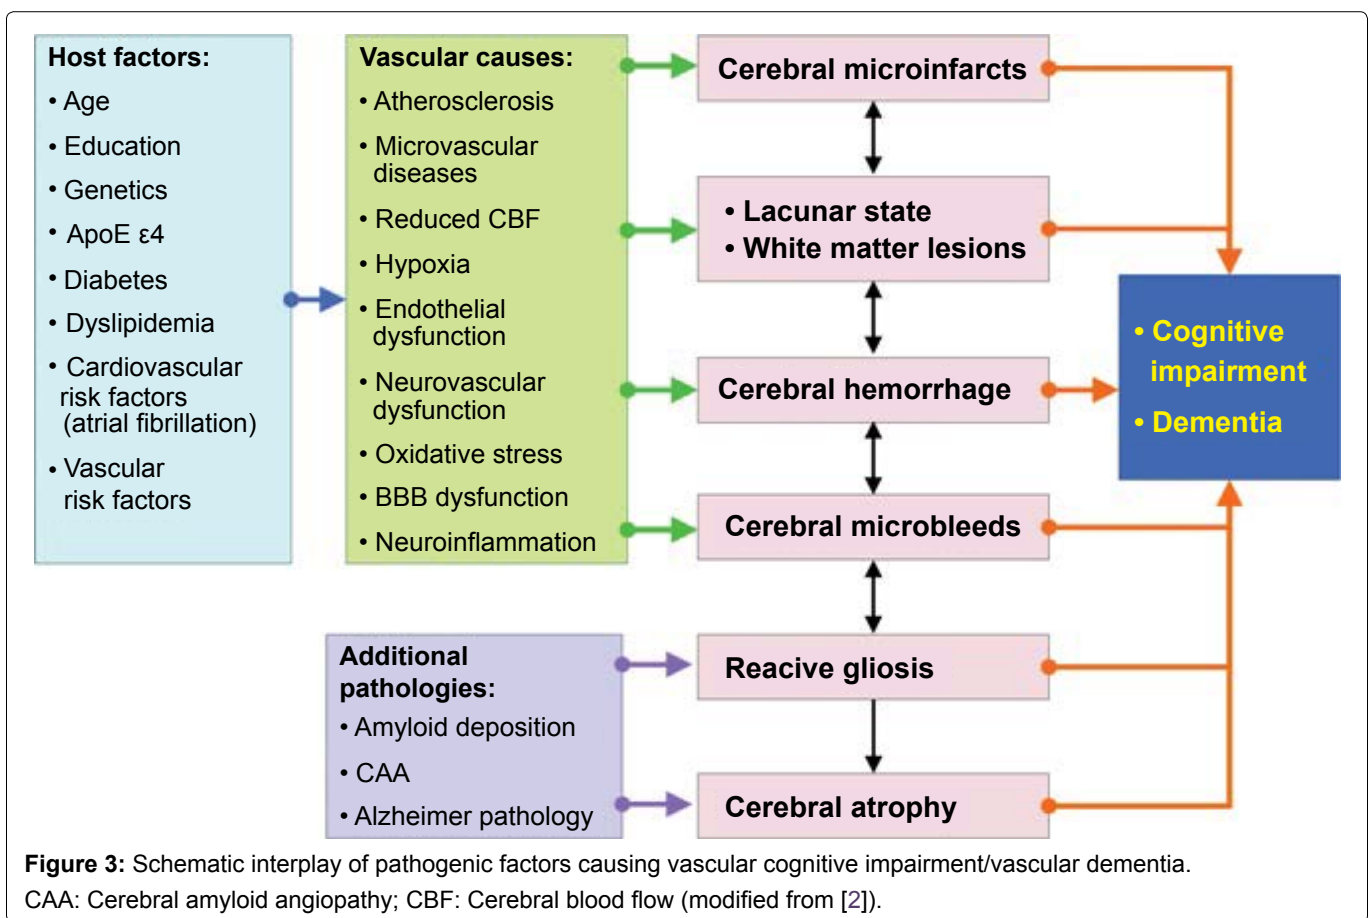 Host factors:
• Age
• Education
• Genetics
• ApoE ε4
• Diabetes
• Dyslipidemia
• Cardiovascular
risk factors
(atrial fibrillation)
• Vascular
risk factors
Vascular causes:
• Atherosclerosis
• Microvascular
diseases
• Reduced CBF
• Hypoxia
• Endothelial
dysfunction
• Neurovascular
dysfunction
• Oxidative stress
• BBB dysfunction
• Neuroinflammation
Additional
pathologies:
• Amyloid deposition
• CAA
• Alzheimer pathology
Cerebral microinfarcts
• Lacunar state
• White matter lesions
Cerebral hemorrhage
Cerebral microbleeds
Reacive gliosis
Cerebral atrophy
• Cognitive
impairment
• Dementia
Figure 3: Schematic interplay of pathogenic factors causing vascular cognitive impairment/vascular dementia.
CAA: Cerebral amyloid angiopathy; CBF: Cerebral blood flow (modified from [2]).